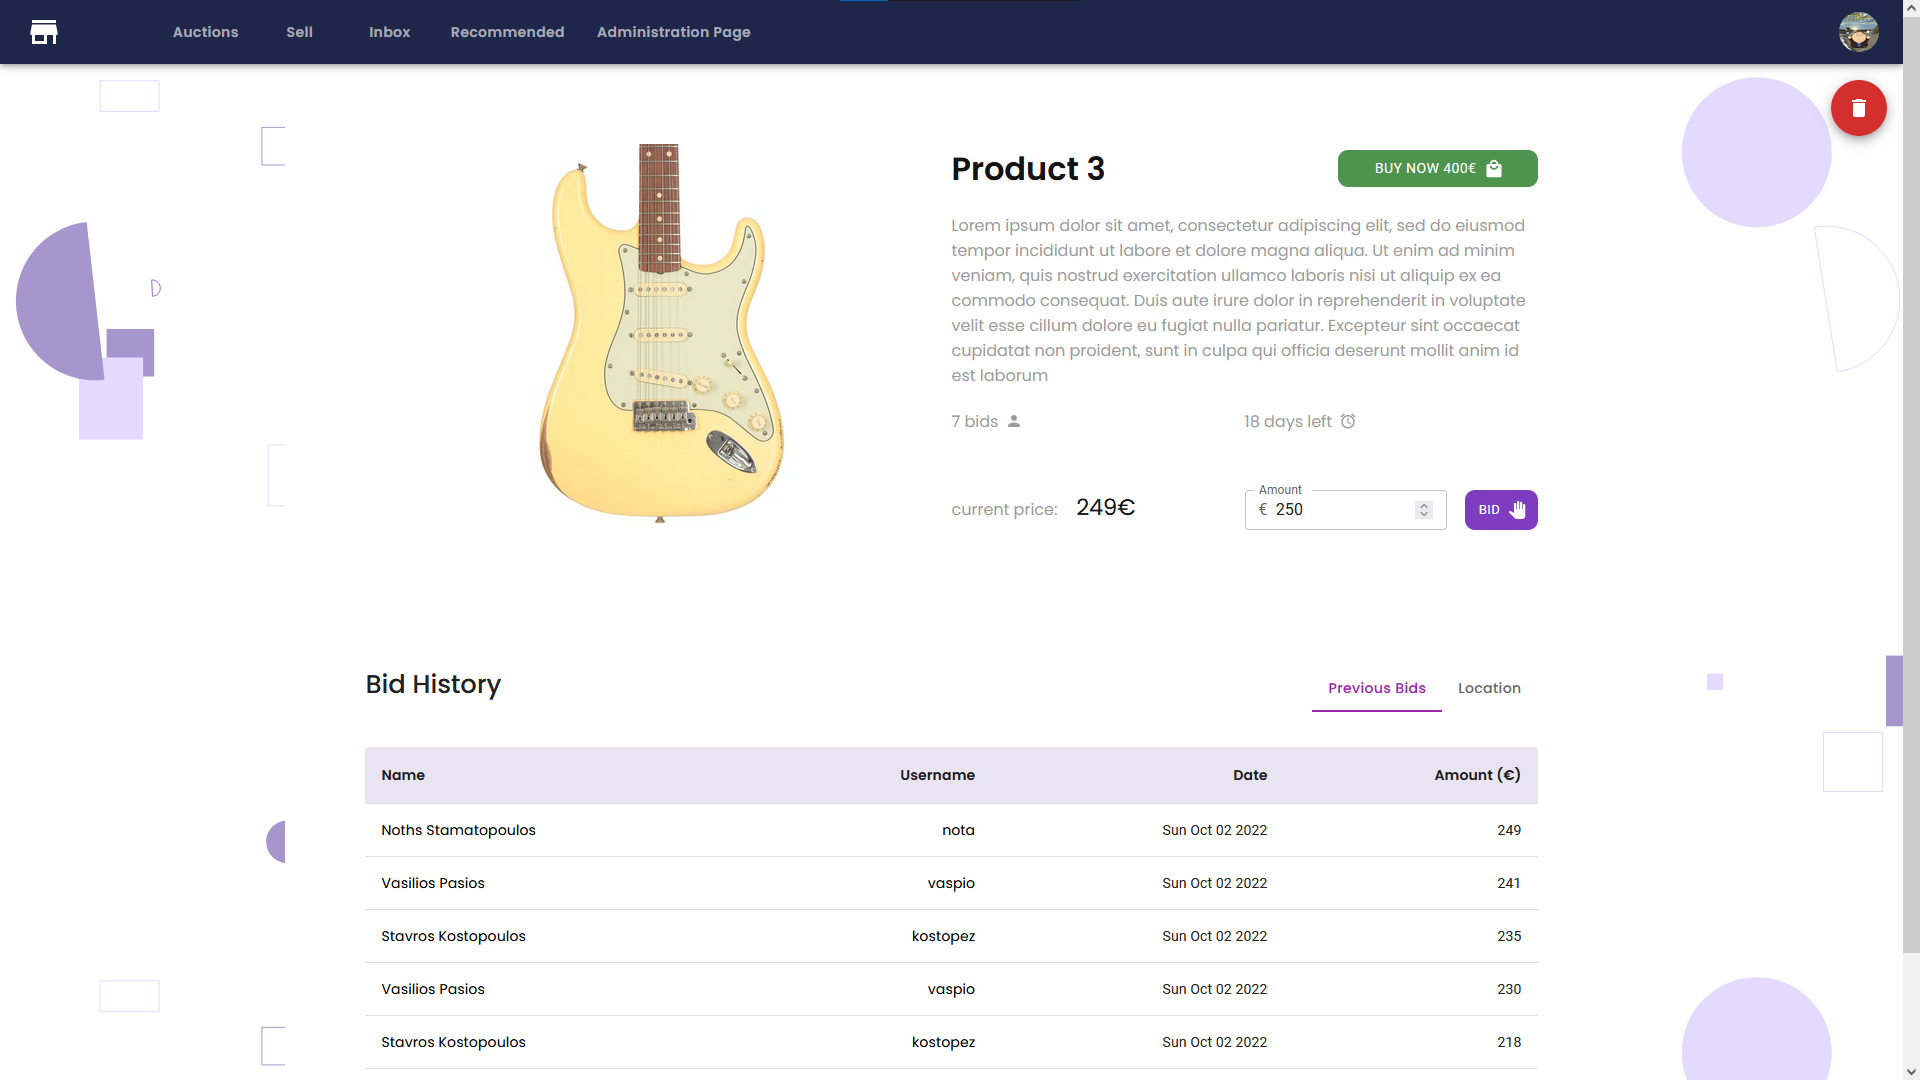 Auctions Sell Inbox Recommended Administration Page
Product 3
BUY NOW 400€
Lorem ipsum dolor sit amet, consectetur adipiscing elit, sed do eiusmod
tempor incididunt ut labore et dolore magna aliqua. Ut enim ad minim
veniam, quis nostrud exercitation ullamco laboris nisi ut aliquip ex ea
commodo consequat. Duis aute irure dolor in reprehenderit in voluptate
velit esse cillum dolore eu fugiat nulla pariatur. Excepteur sint occaecat
cupidatat non proident, sunt in culpa qui officia deserunt mollit anim id
est laborum
7 bids 18 days left
current price: 249€
Amount
€ 250
BID
Bid History
Previous Bids Location
Name Username Date Amount (€)
Noths Stamatopoulos nota Sun Oct 02 2022 249
Vasilios Pasios vaspio Sun Oct 02 2022 241
Stavros Kostopoulos kostopez Sun Oct 02 2022 235
Vasilios Pasios vaspio Sun Oct 02 2022 230
Stavros Kostopoulos kostopez Sun Oct 02 2022 218